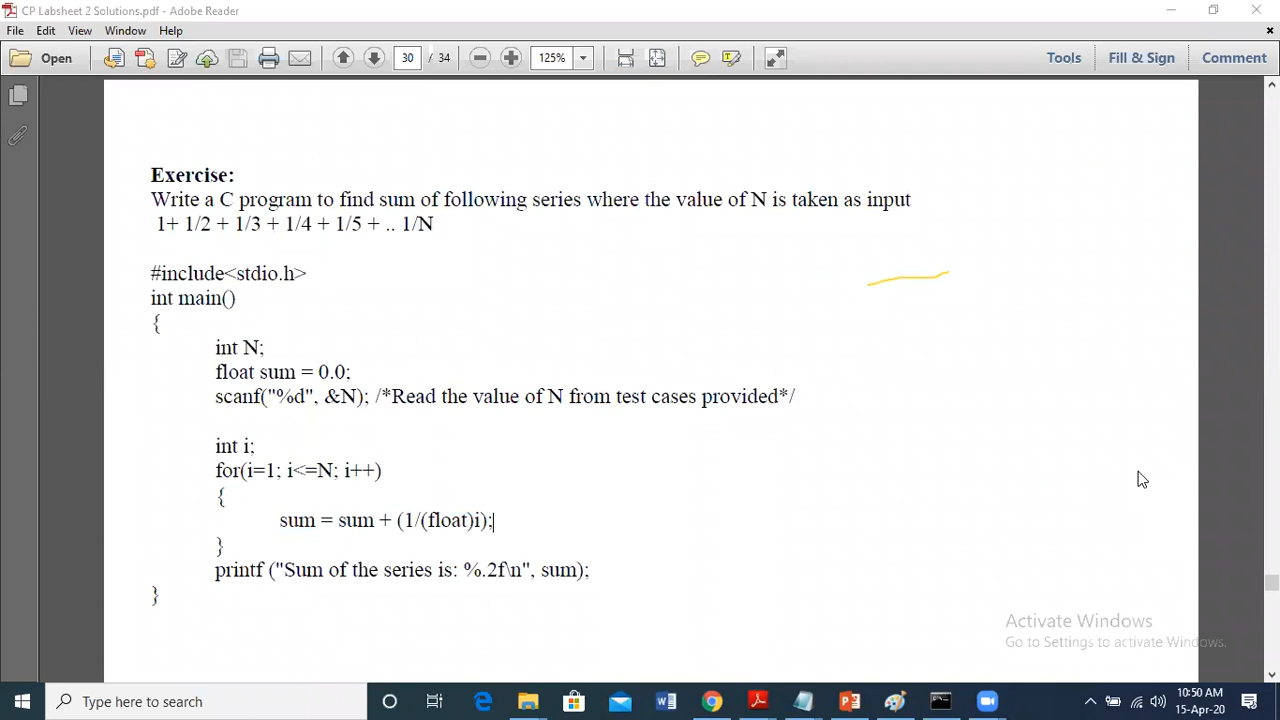 CP Labsheet 2 Solutions.pdf - Adobe Reader
File Edit View Window Help
Open 30 / 34 125% Tools Fill & Sign Comment
Exercise:
Write a C program to find sum of following series where the value of N is taken as input
1+ 1/2 + 1/3 + 1/4 + 1/5 + .. 1/N
#include<stdio.h>
int main()
{
int N;
float sum = 0.0;
scanf("%d", &N); /*Read the value of N from test cases provided*/
int i;
for(i=1; i<=N; i++)
{
sum = sum + (1/(float)i);
}
printf ("Sum of the series is: %.2f\n", sum);
}
Activate Windows
Go to Settings to activate Windows.
Type here to search
10:50 AM
15-Apr-20